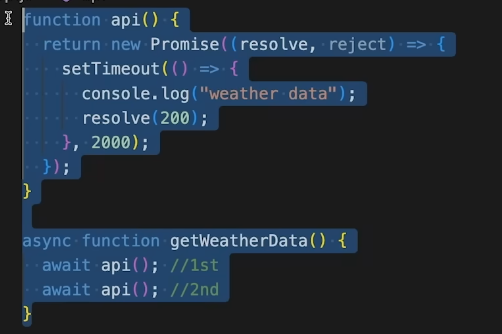 function api() {
  return new Promise((resolve, reject) => {
    setTimeout(() => {
      console.log("weather data");
      resolve(200);
    }, 2000);
  });
}

async function getWeatherData() {
  await api(); //1st
  await api(); //2nd
}